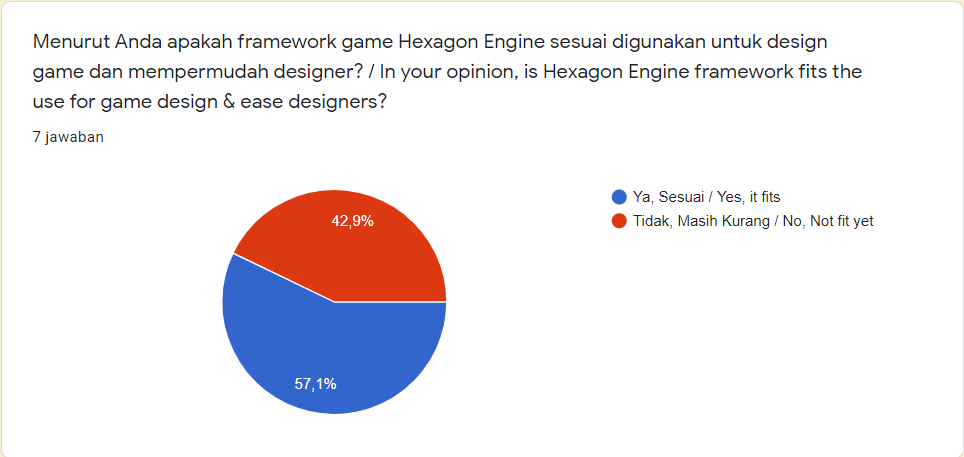 Menurut Anda apakah framework game Hexagon Engine sesuai digunakan untuk design
game dan mempermudah designer? / In your opinion, is Hexagon Engine framework fits the
use for game design & ease designers?
7 jawaban
42,9%
57,1%
Ya, Sesuai / Yes, it fits
Tidak, Masih Kurang / No, Not fit yet